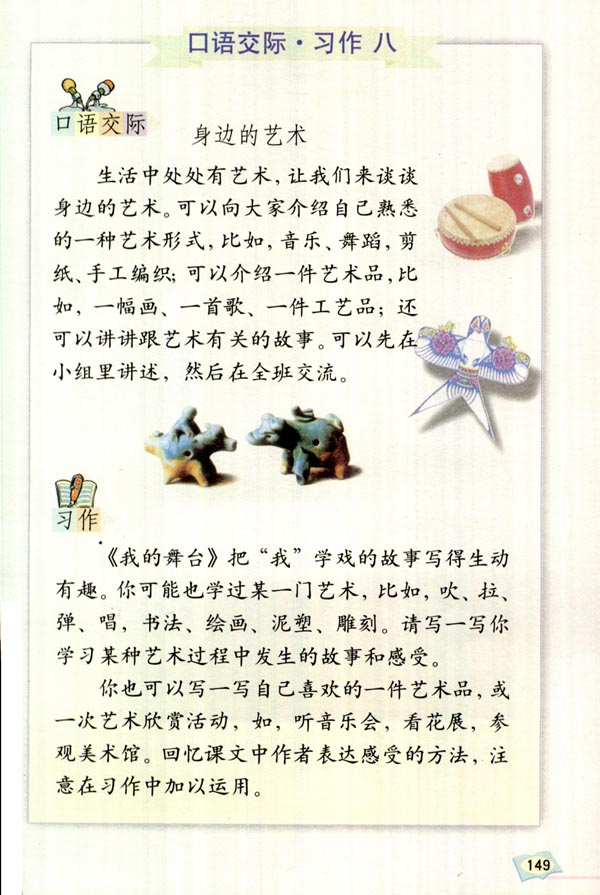 口语交际·习作 八
口语交际
身边的艺术
生活中处处有艺术，让我们来谈谈
身边的艺术。可以向大家介绍自己熟悉
的一种艺术形式，比如，音乐、舞蹈，剪
纸、手工编织；可以介绍一件艺术品，比
如，一幅画、一首歌、一件工艺品；还
可以讲讲跟艺术有关的故事。可以先在
小组里讲述，然后在全班交流。
习作
《我的舞台》把“我”学戏的故事写得生动
有趣。你可能也学过某一门艺术，比如，吹、拉、
弹、唱，书法、绘画、泥塑、雕刻。请写一写你
学习某种艺术过程中发生的故事和感受。
你也可以写一写自己喜欢的一件艺术品，或
一次艺术欣赏活动，如，听音乐会，看花展，参
观美术馆。回忆课文中作者表达感受的方法，注
意在习作中加以运用。
149